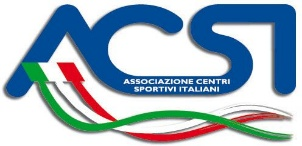 ACSI
ASSOCIAZIONE CENTRI
SPORTIVI ITALIANI